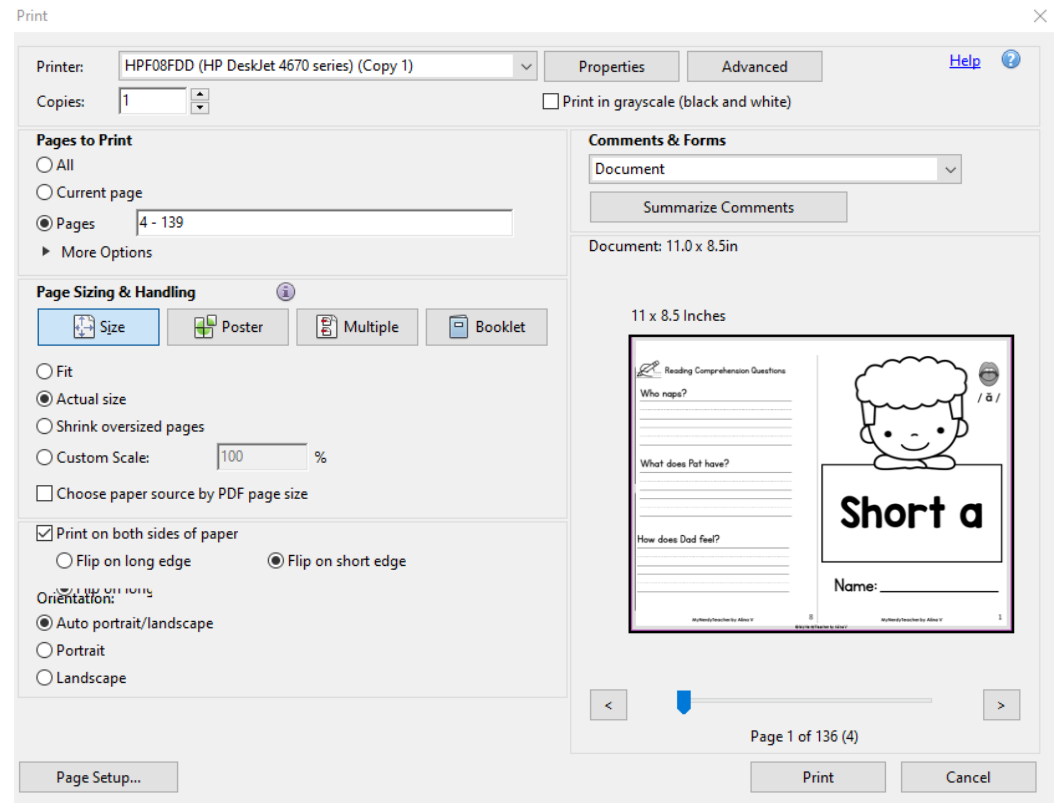 Print
Printer: HPF08FDD (HP DeskJet 4670 series) (Copy 1) Properties Advanced Help ?
Copies: 1 Print in grayscale (black and white)
Pages to Print
All
Current page
Pages 4 - 139
More Options
Page Sizing & Handling i
Size Poster Multiple Booklet
Fit
Actual size
Shrink oversized pages
Custom Scale: 100 %
Choose paper source by PDF page size
Print on both sides of paper
Flip on long edge Flip on short edge
Orientation:
Auto portrait/landscape
Portrait
Landscape
Comments & Forms
Document
Summarize Comments
Document: 11.0 x 8.5in
11 x 8.5 Inches
Reading Comprehension Questions
Who naps?
What does Pat have?
How does Dad feel?
8
/ă/
Short a
Name:
1
< >
Page 1 of 136 (4)
Page Setup... Print Cancel